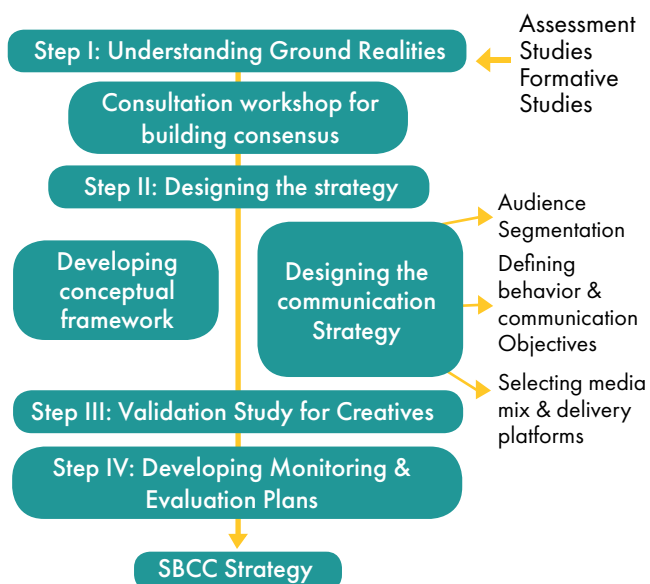 Step I: Understanding Ground Realities
Assessment
Studies
Formative
Studies
Consultation workshop for
building consensus
Step II: Designing the strategy
Developing
conceptual
framework
Designing the
communication
Strategy
Audience
Segmentation
Defining
behavior &
communication
Objectives
Selecting media
mix & delivery
platforms
Step III: Validation Study for Creatives
Step IV: Developing Monitoring &
Evaluation Plans
SBCC Strategy